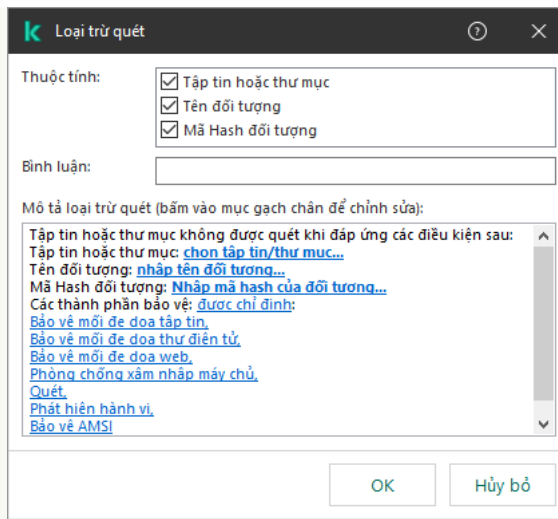 Loại trừ quét
Thuộc tính:
Tập tin hoặc thư mục
Tên đối tượng
Mã Hash đối tượng
Bình luận:
Mô tả loại trừ quét (bấm vào mục gạch chân để chỉnh sửa):
Tập tin hoặc thư mục không được quét khi đáp ứng các điều kiện sau:
Tập tin hoặc thư mục: chọn tập tin/thư mục...
Tên đối tượng: nhập tên đối tượng...
Mã Hash đối tượng: Nhập mã hash của đối tượng...
Các thành phần bảo vệ: được chỉ định:
Bảo vệ mối đe dọa tập tin,
Bảo vệ mối đe dọa thư điện tử,
Bảo vệ mối đe dọa web,
Phòng chống xâm nhập máy chủ,
Quét,
Phát hiện hành vi,
Bảo vệ AMSI
OK Hủy bỏ